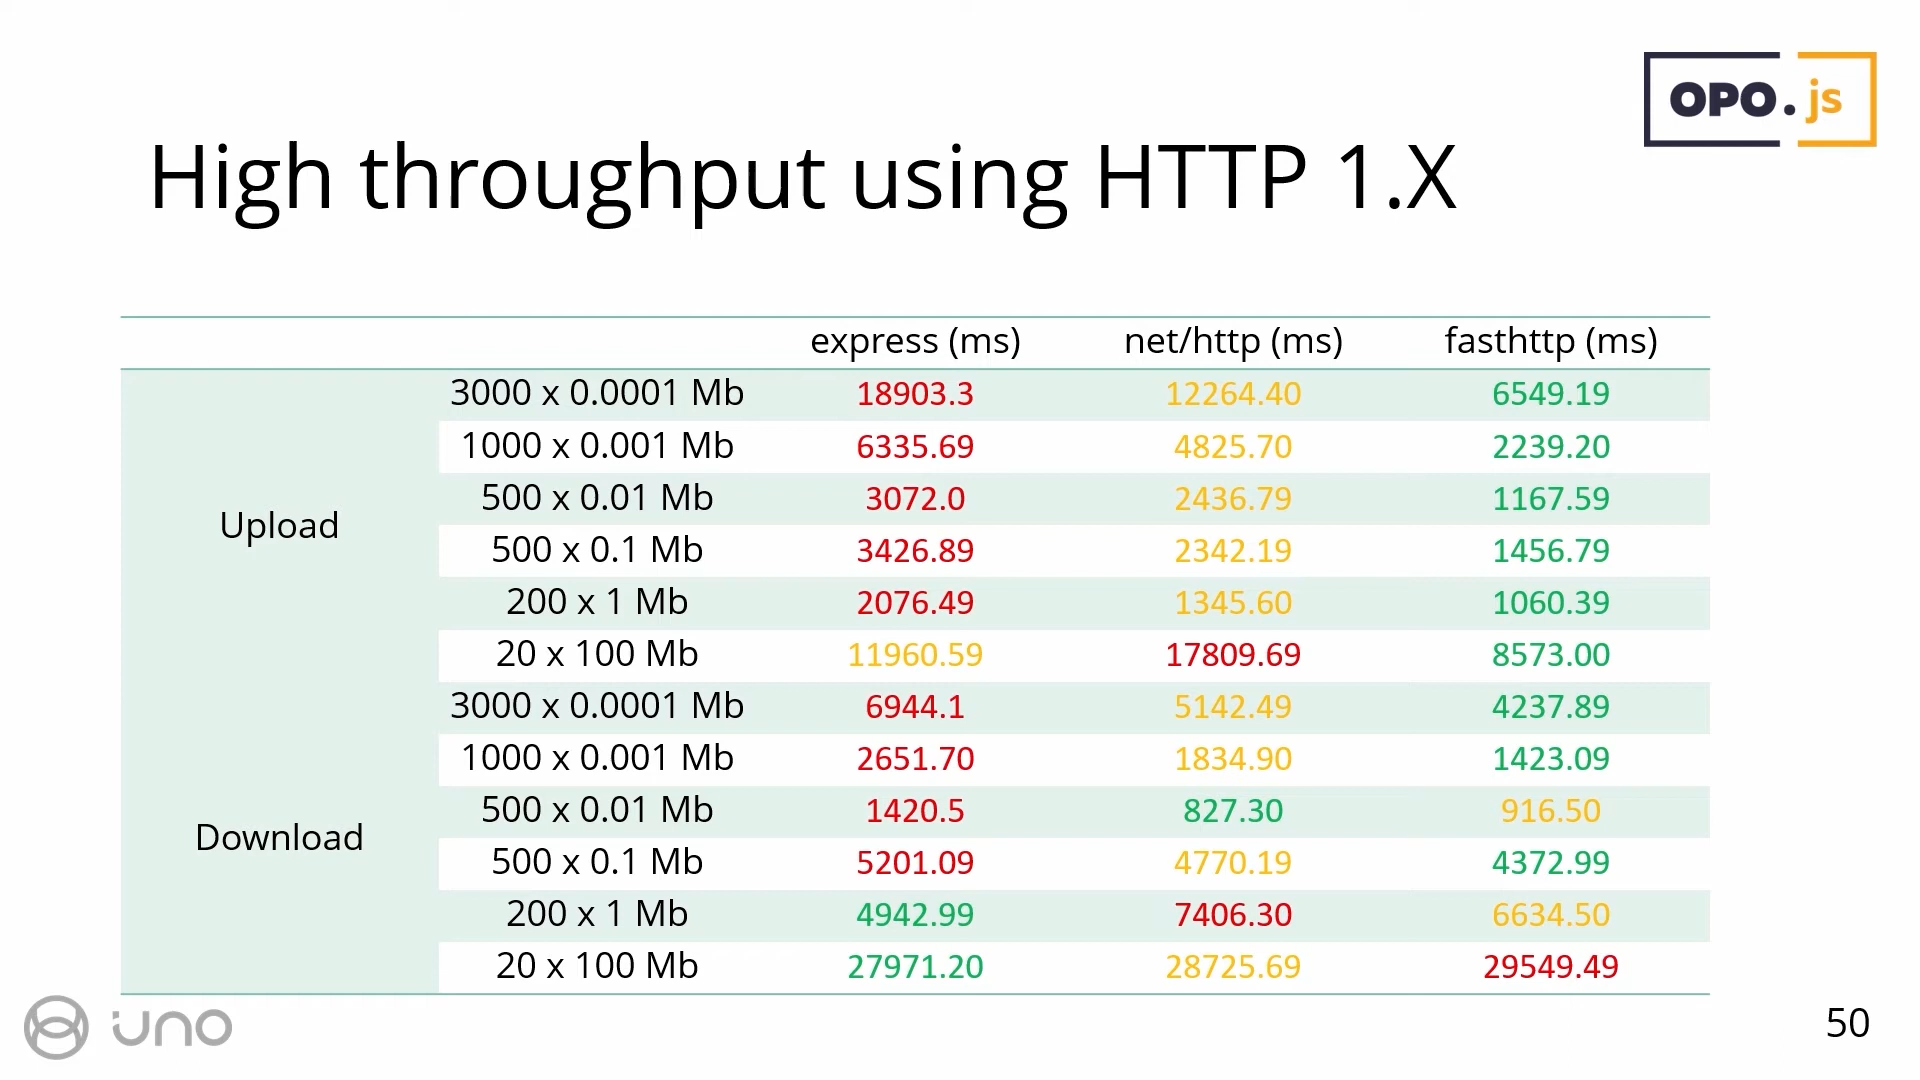 OPO.js
High throughput using HTTP 1.X
express (ms) net/http (ms) fasthttp (ms)
Upload
3000 x 0.0001 Mb 18903.3 12264.40 6549.19
1000 x 0.001 Mb 6335.69 4825.70 2239.20
500 x 0.01 Mb 3072.0 2436.79 1167.59
500 x 0.1 Mb 3426.89 2342.19 1456.79
200 x 1 Mb 2076.49 1345.60 1060.39
20 x 100 Mb 11960.59 17809.69 8573.00
Download
3000 x 0.0001 Mb 6944.1 5142.49 4237.89
1000 x 0.001 Mb 2651.70 1834.90 1423.09
500 x 0.01 Mb 1420.5 827.30 916.50
500 x 0.1 Mb 5201.09 4770.19 4372.99
200 x 1 Mb 4942.99 7406.30 6634.50
20 x 100 Mb 27971.20 28725.69 29549.49
uno
50